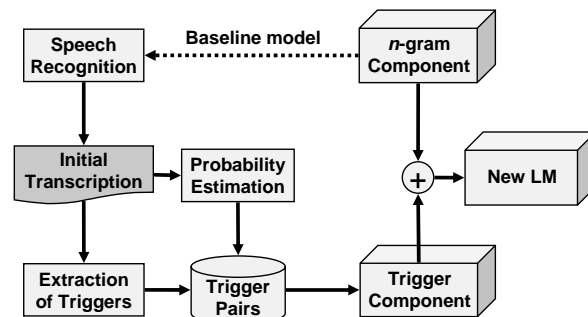 Speech
Recognition
Baseline model
n-gram
Component
Initial
Transcription
Probability
Estimation
+
New LM
Extraction
of Triggers
Trigger
Pairs
Trigger
Component